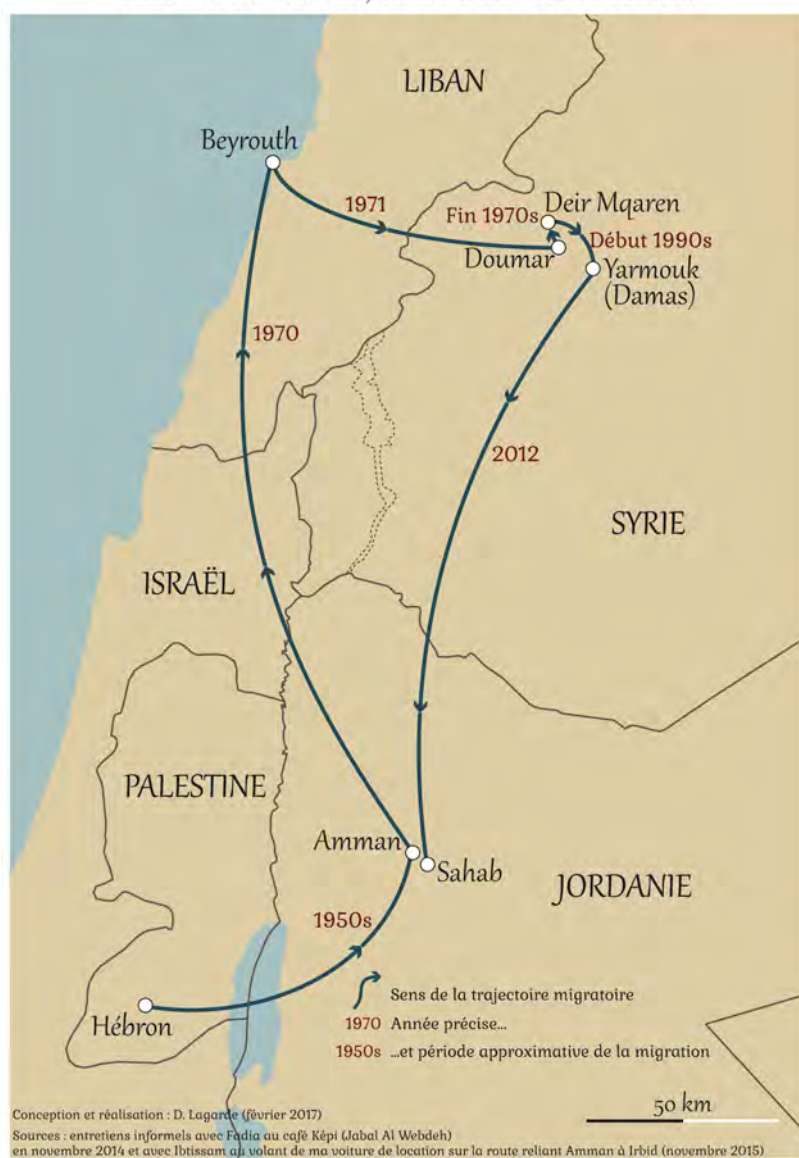 LIBAN
Beyrouth
1971
Fin 1970s
Deir Mqaren
Début 1990s
Doumar
Yarmouk
(Damas)
1970
2012
SYRIE
ISRAËL
PALESTINE
Amman
Sahab
JORDANIE
1950s
Hébron
Sens de la trajectoire migratoire
1970 Année précise...
1950s ...et période approximative de la migration
50 km
Conception et réalisation : D. Lagarde (février 2017)
Sources : entretiens informels avec Fadia au café Képi (Jabal Al Webdeh)
en novembre 2014 et avec Ibtissam au volant de ma voiture de location sur la route reliant Amman à Irbid (novembre 2015)